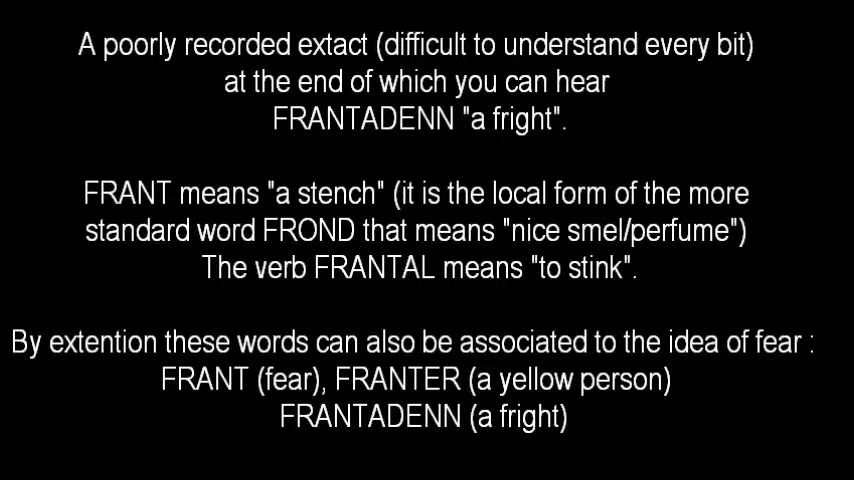 A poorly recorded extact (difficult to understand every bit)
at the end of which you can hear
FRANTADENN "a fright".
FRANT means "a stench" (it is the local form of the more
standard word FROND that means "nice smel/perfume")
The verb FRANTAL means "to stink".
By extention these words can also be associated to the idea of fear :
FRANT (fear), FRANTER (a yellow person)
FRANTADENN (a fright)